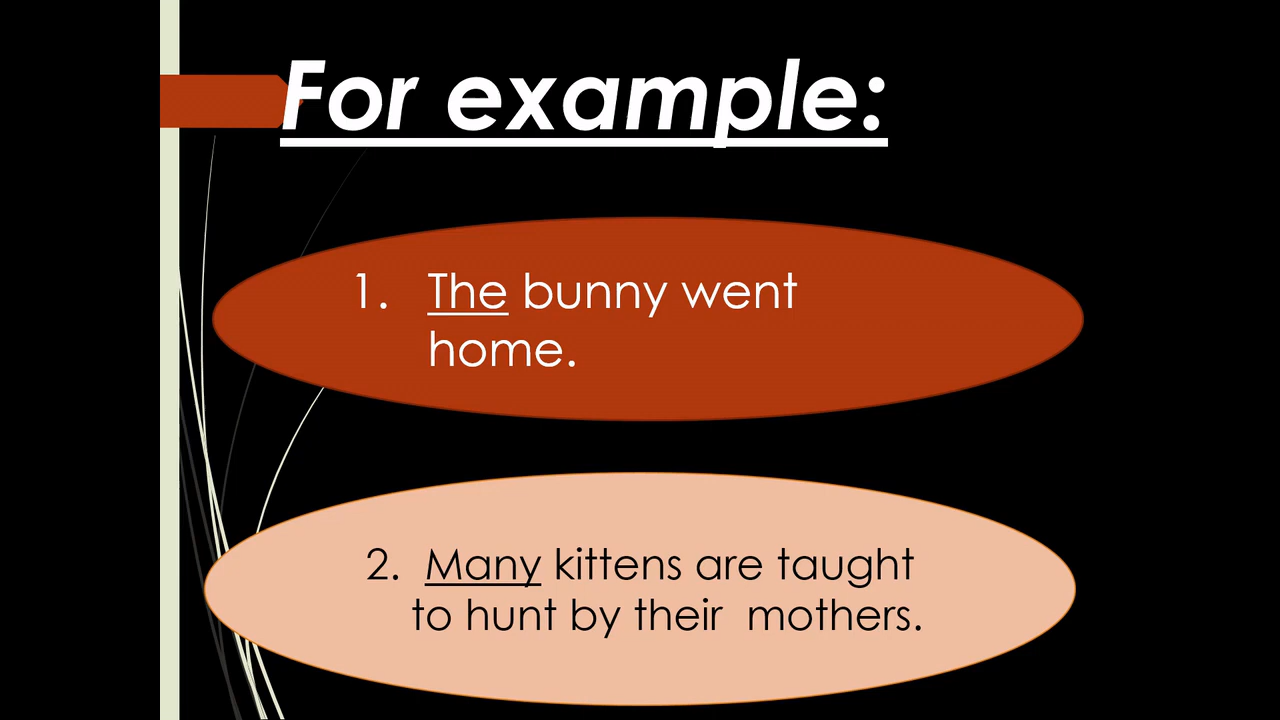 For example:
1. The bunny went
home.
2. Many kittens are taught
to hunt by their mothers.